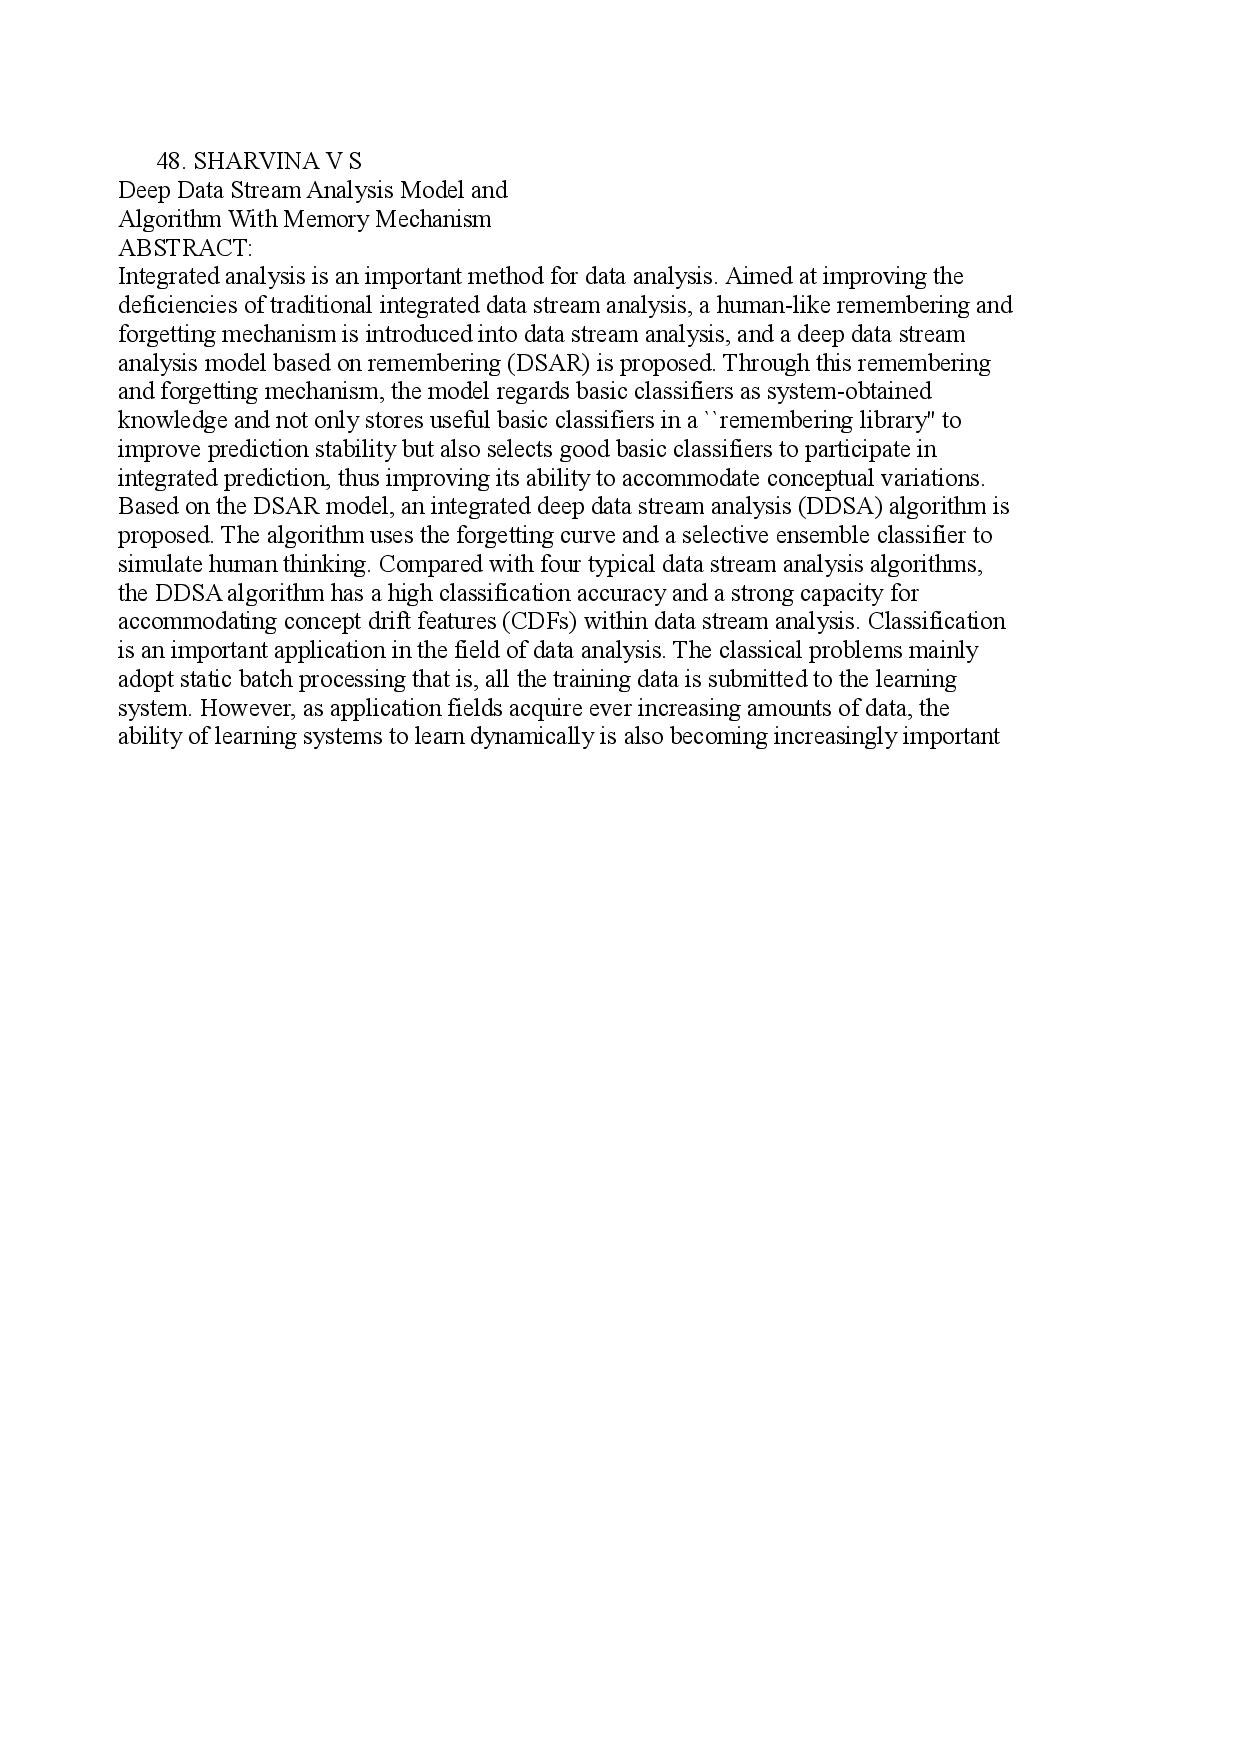 48. SHARVINA V S
Deep Data Stream Analysis Model and
Algorithm With Memory Mechanism
ABSTRACT:
Integrated analysis is an important method for data analysis. Aimed at improving the
deficiencies of traditional integrated data stream analysis, a human-like remembering and
forgetting mechanism is introduced into data stream analysis, and a deep data stream
analysis model based on remembering (DSAR) is proposed. Through this remembering
and forgetting mechanism, the model regards basic classifiers as system-obtained
knowledge and not only stores useful basic classifiers in a ``remembering library" to
improve prediction stability but also selects good basic classifiers to participate in
integrated prediction, thus improving its ability to accommodate conceptual variations.
Based on the DSAR model, an integrated deep data stream analysis (DDSA) algorithm is
proposed. The algorithm uses the forgetting curve and a selective ensemble classifier to
simulate human thinking. Compared with four typical data stream analysis algorithms,
the DDSA algorithm has a high classification accuracy and a strong capacity for
accommodating concept drift features (CDFs) within data stream analysis. Classification
is an important application in the field of data analysis. The classical problems mainly
adopt static batch processing that is, all the training data is submitted to the learning
system. However, as application fields acquire ever increasing amounts of data, the
ability of learning systems to learn dynamically is also becoming increasingly important